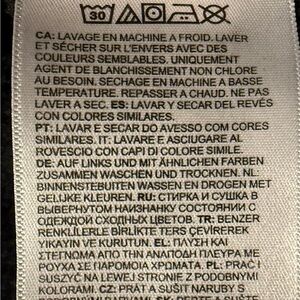 30
CA: LAVAGE EN MACHINE A FROID. LAVER
ET SÉCHER SUR L'ENVERS AVEC DES
COULEURS SEMBLABLES. UNIQUEMENT
AGENT DE BLANCHISSEMENT NON CHLORE
AU BESOIN. SECHAGE EN MACHINE A BASSE
TEMPERATURE. REPASSER A CHAUD. NE PAS
LAVER A SEC. ES: LAVAR Y SECAR DEL REVÉS
CON COLORES SIMILARES.
PT: LAVAR E SECAR DO AVESSO COM CORES
SIMILARES. IT: LAVARE E ASCIUGARE AL
ROVESCIO CON CAPI DI COLORE SIMILE.
DE: AUF LINKS UND MIT ÄHNLICHEN FARBEN
ZUSAMMEN WASCHEN UND TROCKNEN. NL:
BINNENSTEBUITEN WASSEN EN DROGEN MET
GELIJKE KLEUREN. RU: СТИРКА И СУШКА В
ВЫВЕРНУТОМ НАИЗНАНКУ СОСТОЯНИИ С
ОДЕЖДОЙ СХОДНЫХ ЦВЕТОВ. TR: BENZER
RENKLİLERLE BİRLİKTE TERS ÇEVİREREK
YIKAYIN VE KURUTUN. EL: ΠΛΥΣΗ ΚΑΙ
ΣΤΕΓΝΩΜΑ ΑΠΟ ΤΗΝ ΑΝΑΠΟΔΗ ΠΛΕΥΡΑ ΜΕ
ΡΟΥΧΑ ΣΕ ΠΑΡΟΜΟΙΑ ΧΡΩΜΑΤΑ. PL: PRAĆ I
SUSZYĆ NA LEWEJ STRONIE Z PODOBNYMI
KOLORAMI. CZ: PRÁT A SUŠIT NARUBY S